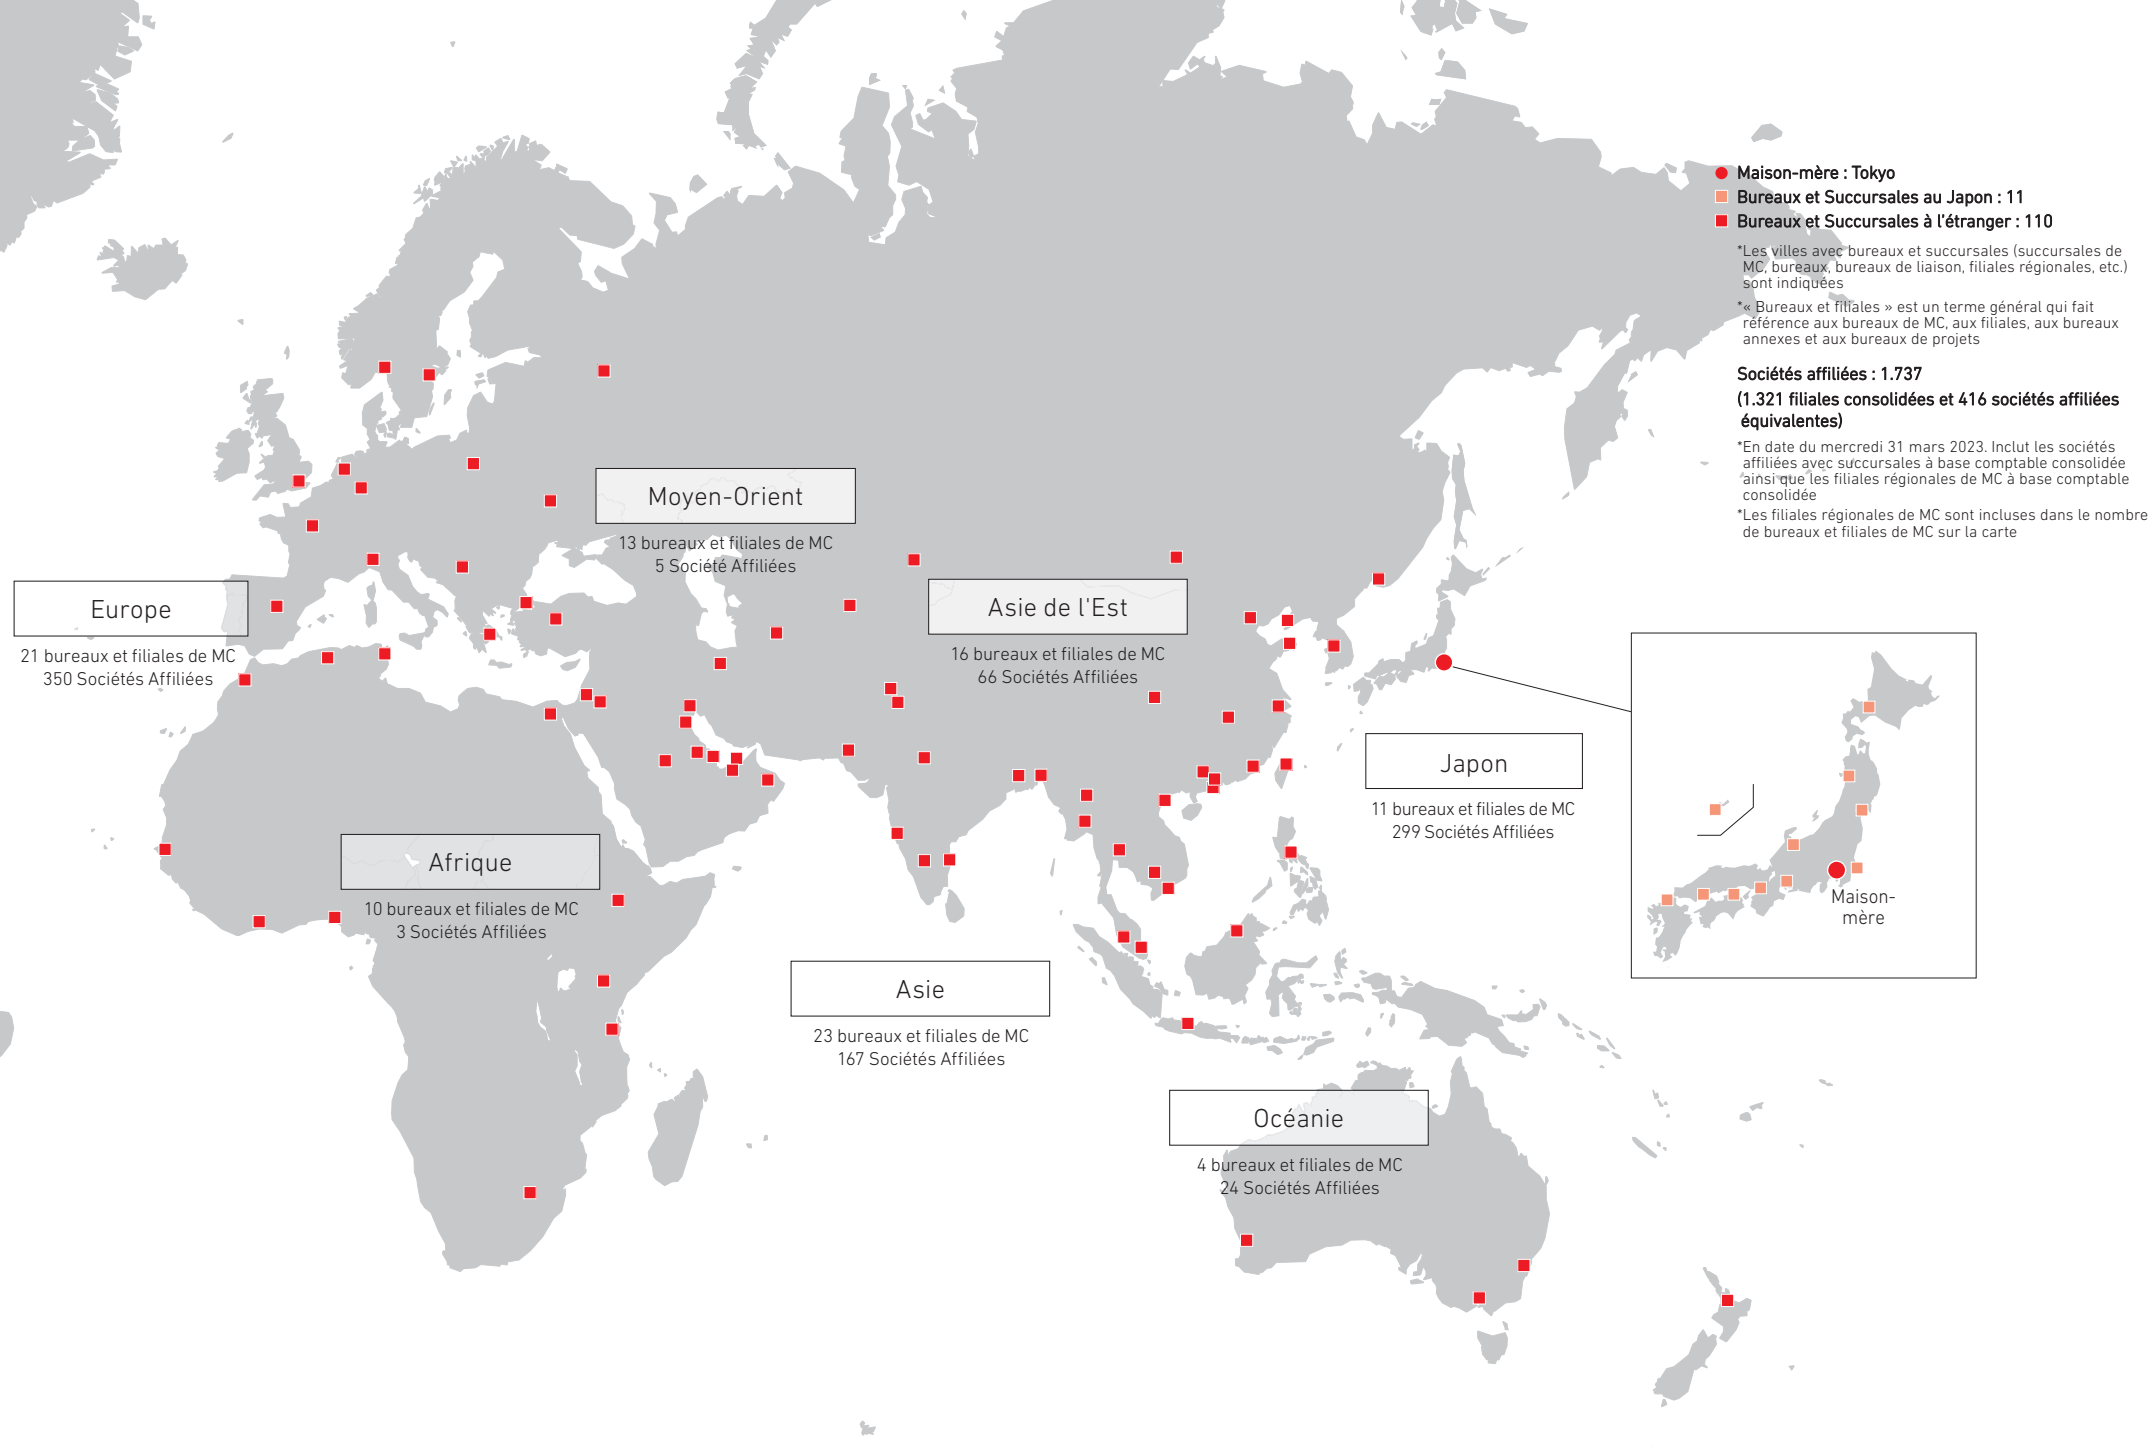 Maison-mère : Tokyo
Bureaux et Succursales au Japon : 11
Bureaux et Succursales à l'étranger : 110
*Les villes avec bureaux et succursales (succursales de
MC, bureaux, bureaux de liaison, filiales régionales, etc.)
sont indiquées
*« Bureaux et filiales » est un terme général qui fait
référence aux bureaux de MC, aux filiales, aux bureaux
annexes et aux bureaux de projets
Sociétés affiliées : 1.737
(1.321 filiales consolidées et 416 sociétés affiliées
équivalentes)
*En date du mercredi 31 mars 2023. Inclut les sociétés
affiliées avec succursales à base comptable consolidée
ainsi que les filiales régionales de MC à base comptable
consolidée
*Les filiales régionales de MC sont incluses dans le nombre
de bureaux et filiales de MC sur la carte
Moyen-Orient
13 bureaux et filiales de MC
5 Société Affiliées
Europe
21 bureaux et filiales de MC
350 Sociétés Affiliées
Asie de l'Est
16 bureaux et filiales de MC
66 Sociétés Affiliées
Japon
11 bureaux et filiales de MC
299 Sociétés Affiliées
Maison-
mère
Afrique
10 bureaux et filiales de MC
3 Sociétés Affiliées
Asie
23 bureaux et filiales de MC
167 Sociétés Affiliées
Océanie
4 bureaux et filiales de MC
24 Sociétés Affiliées